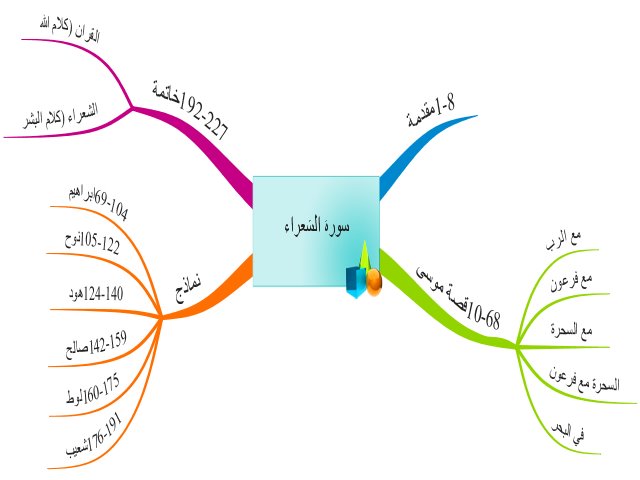 سورة الشعراء
1-8مقدمة
10-68قصة موسى
مع الرب
مع فرعون
مع السحرة
السحرة مع فرعون
في البحر
نماذج
69-104ابراهيم
105-122نوح
124-140هود
142-159صالح
160-175لوط
176-191شعيب
192-227خاتمة
القران (كلام الله
الشعراء (كلام البشر